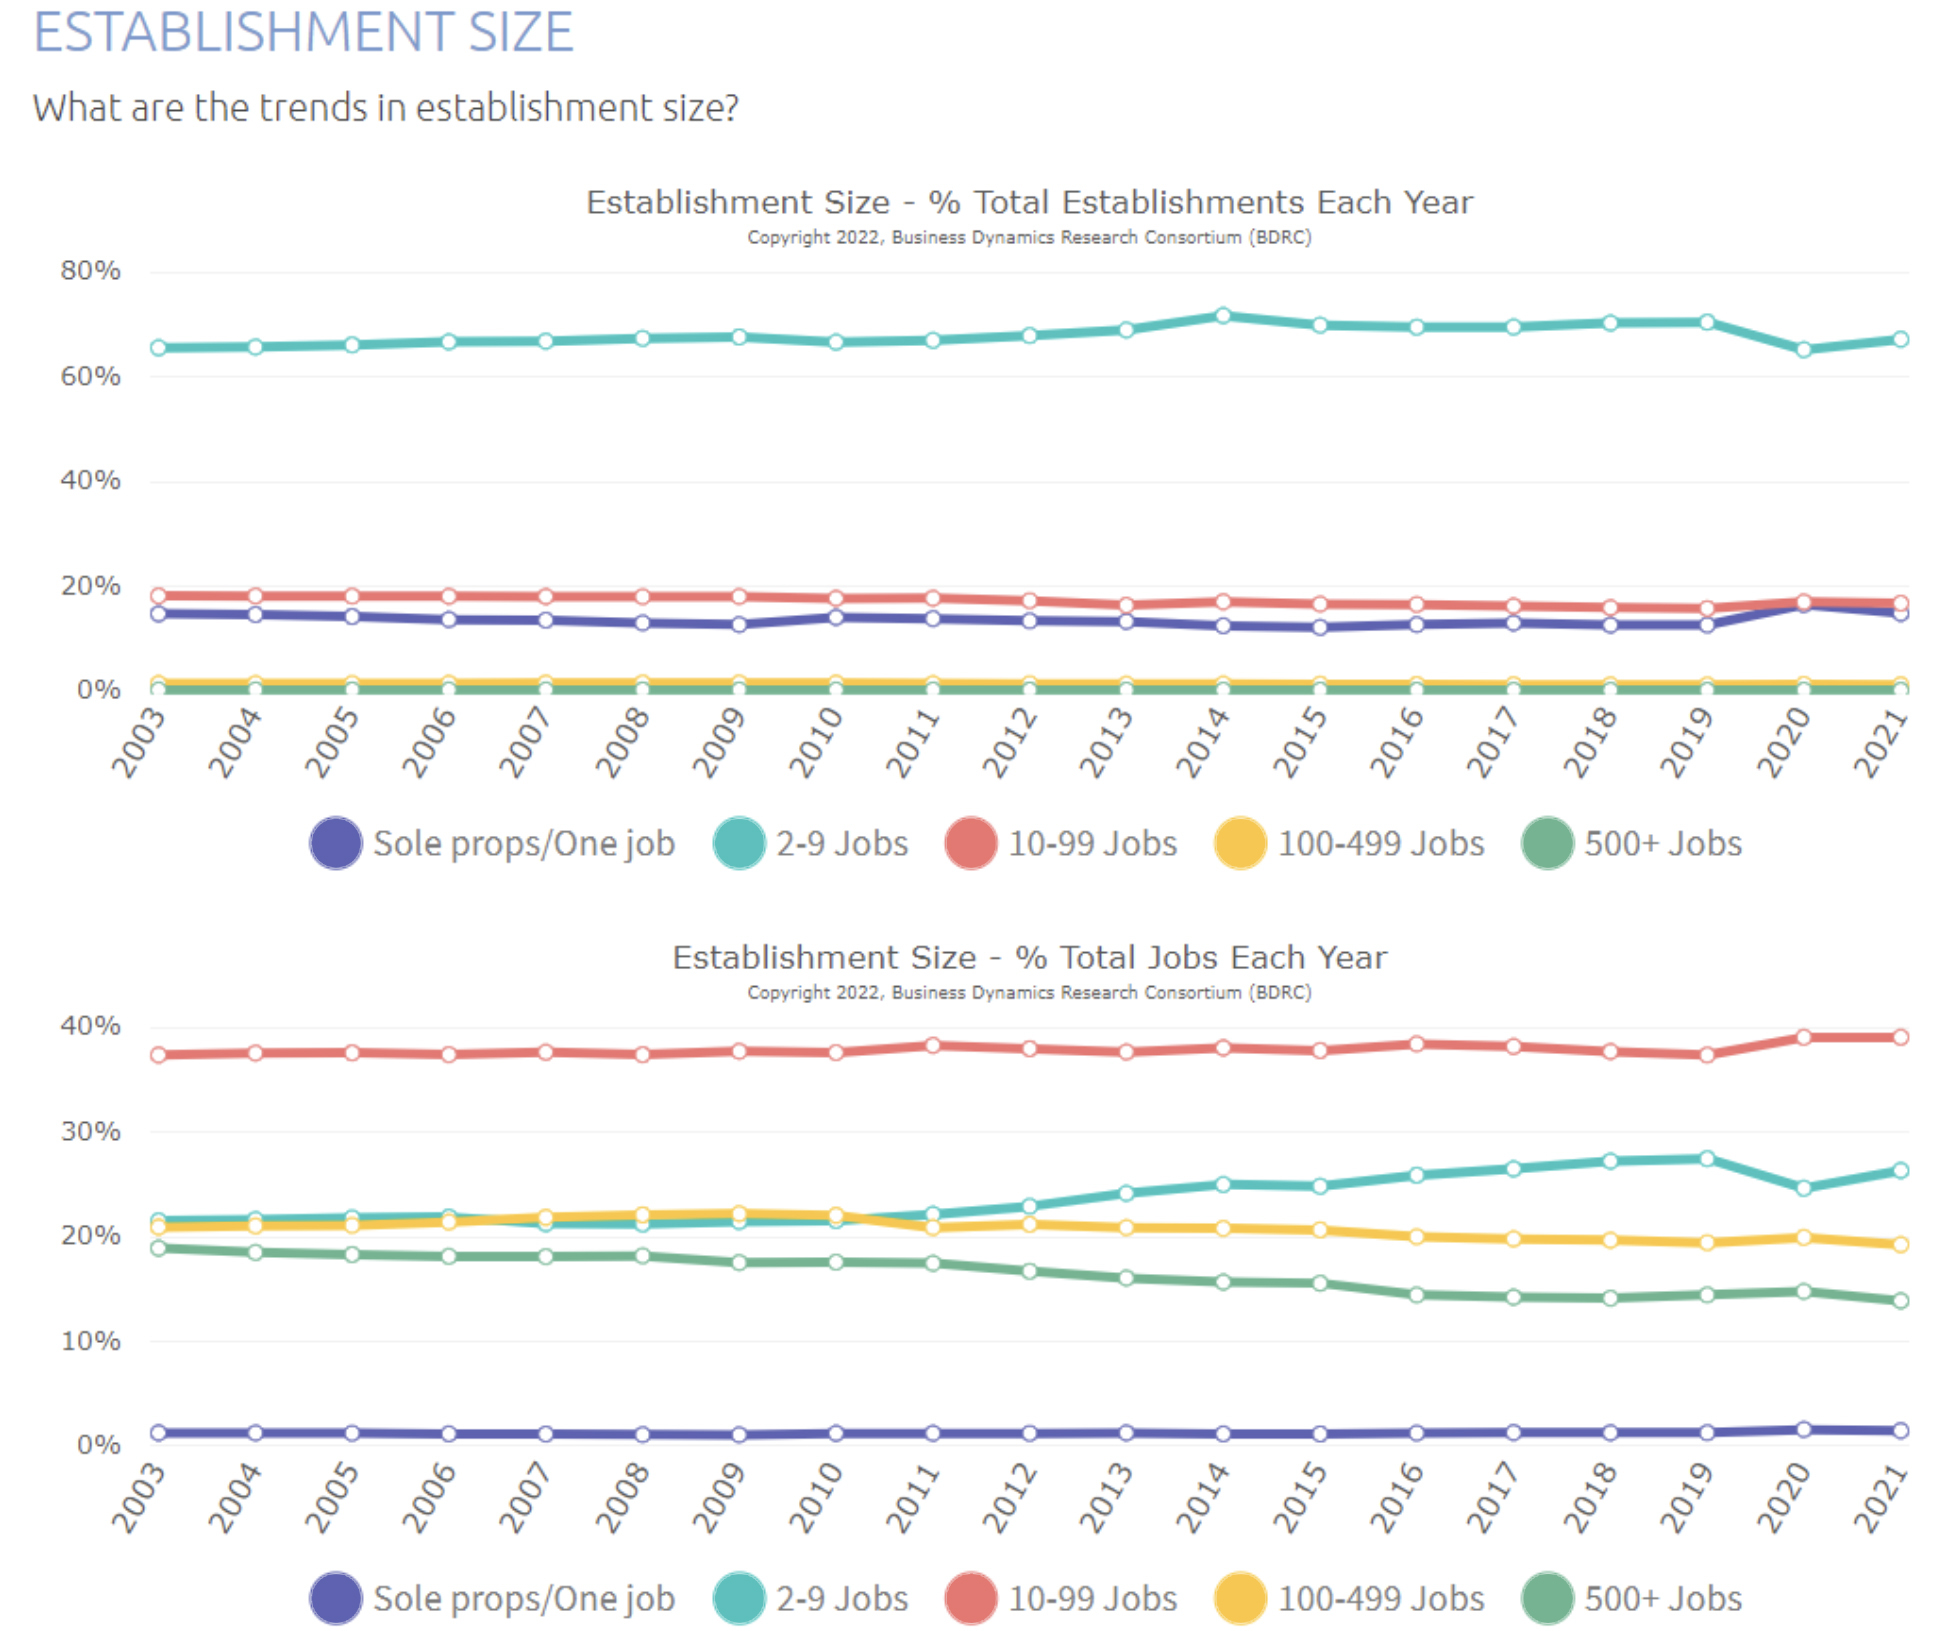 ESTABLISHMENT SIZE
What are the trends in establishment size?
Establishment Size - % Total Establishments Each Year
Copyright 2022, Business Dynamics Research Consortium (BDRC)
80%
60%
40%
20%
0%
2003 2004 2005 2006 2007 2008 2009 2010 2011 2012 2013 2014 2015 2016 2017 2018 2019 2020 2021
Sole props/One job 2-9 Jobs 10-99 Jobs 100-499 Jobs 500+ Jobs
Establishment Size - % Total Jobs Each Year
Copyright 2022, Business Dynamics Research Consortium (BDRC)
40%
30%
20%
10%
0%
2003 2004 2005 2006 2007 2008 2009 2010 2011 2012 2013 2014 2015 2016 2017 2018 2019 2020 2021
Sole props/One job 2-9 Jobs 10-99 Jobs 100-499 Jobs 500+ Jobs